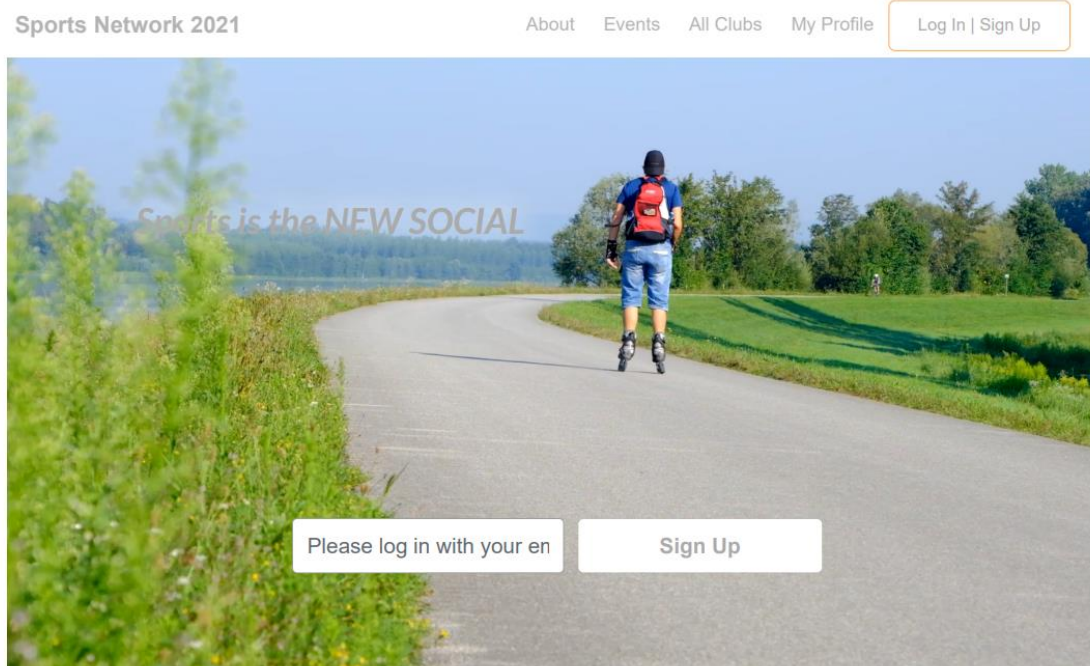 Sports Network 2021
About Events All Clubs My Profile Log In | Sign Up
Sports is the NEW SOCIAL
Please log in with your en
Sign Up